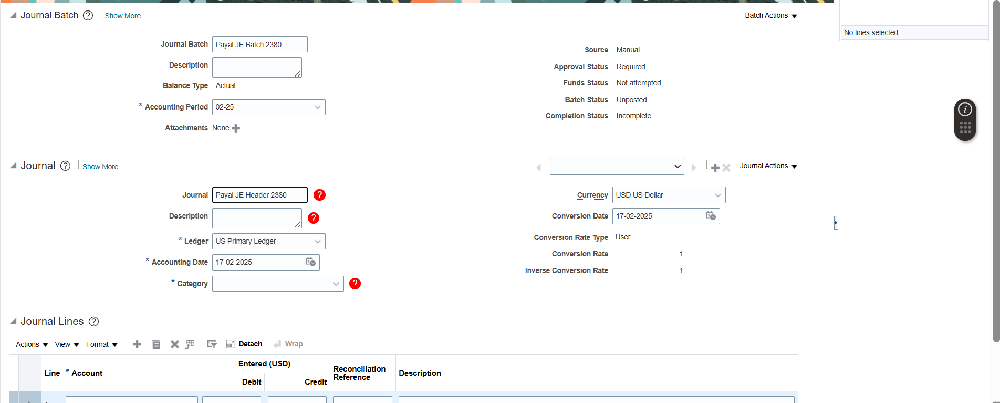 Journal Batch ? Show More Batch Actions
No lines selected.
Journal Batch Payal JE Batch 2380
Description
Balance Type Actual
* Accounting Period 02-25
Attachments None
Source Manual
Approval Status Required
Funds Status Not attempted
Batch Status Unposted
Completion Status Incomplete
i
Journal ? Show More Journal Actions
Journal Payal JE Header 2380 ?
Description ?
* Ledger US Primary Ledger
* Accounting Date 17-02-2025
* Category ?
Currency USD US Dollar
Conversion Date 17-02-2025
Conversion Rate Type User
Conversion Rate 1
Inverse Conversion Rate 1
Journal Lines ?
Actions View Format Detach Wrap
Line * Account Entered (USD) Debit Credit Reconciliation Reference Description